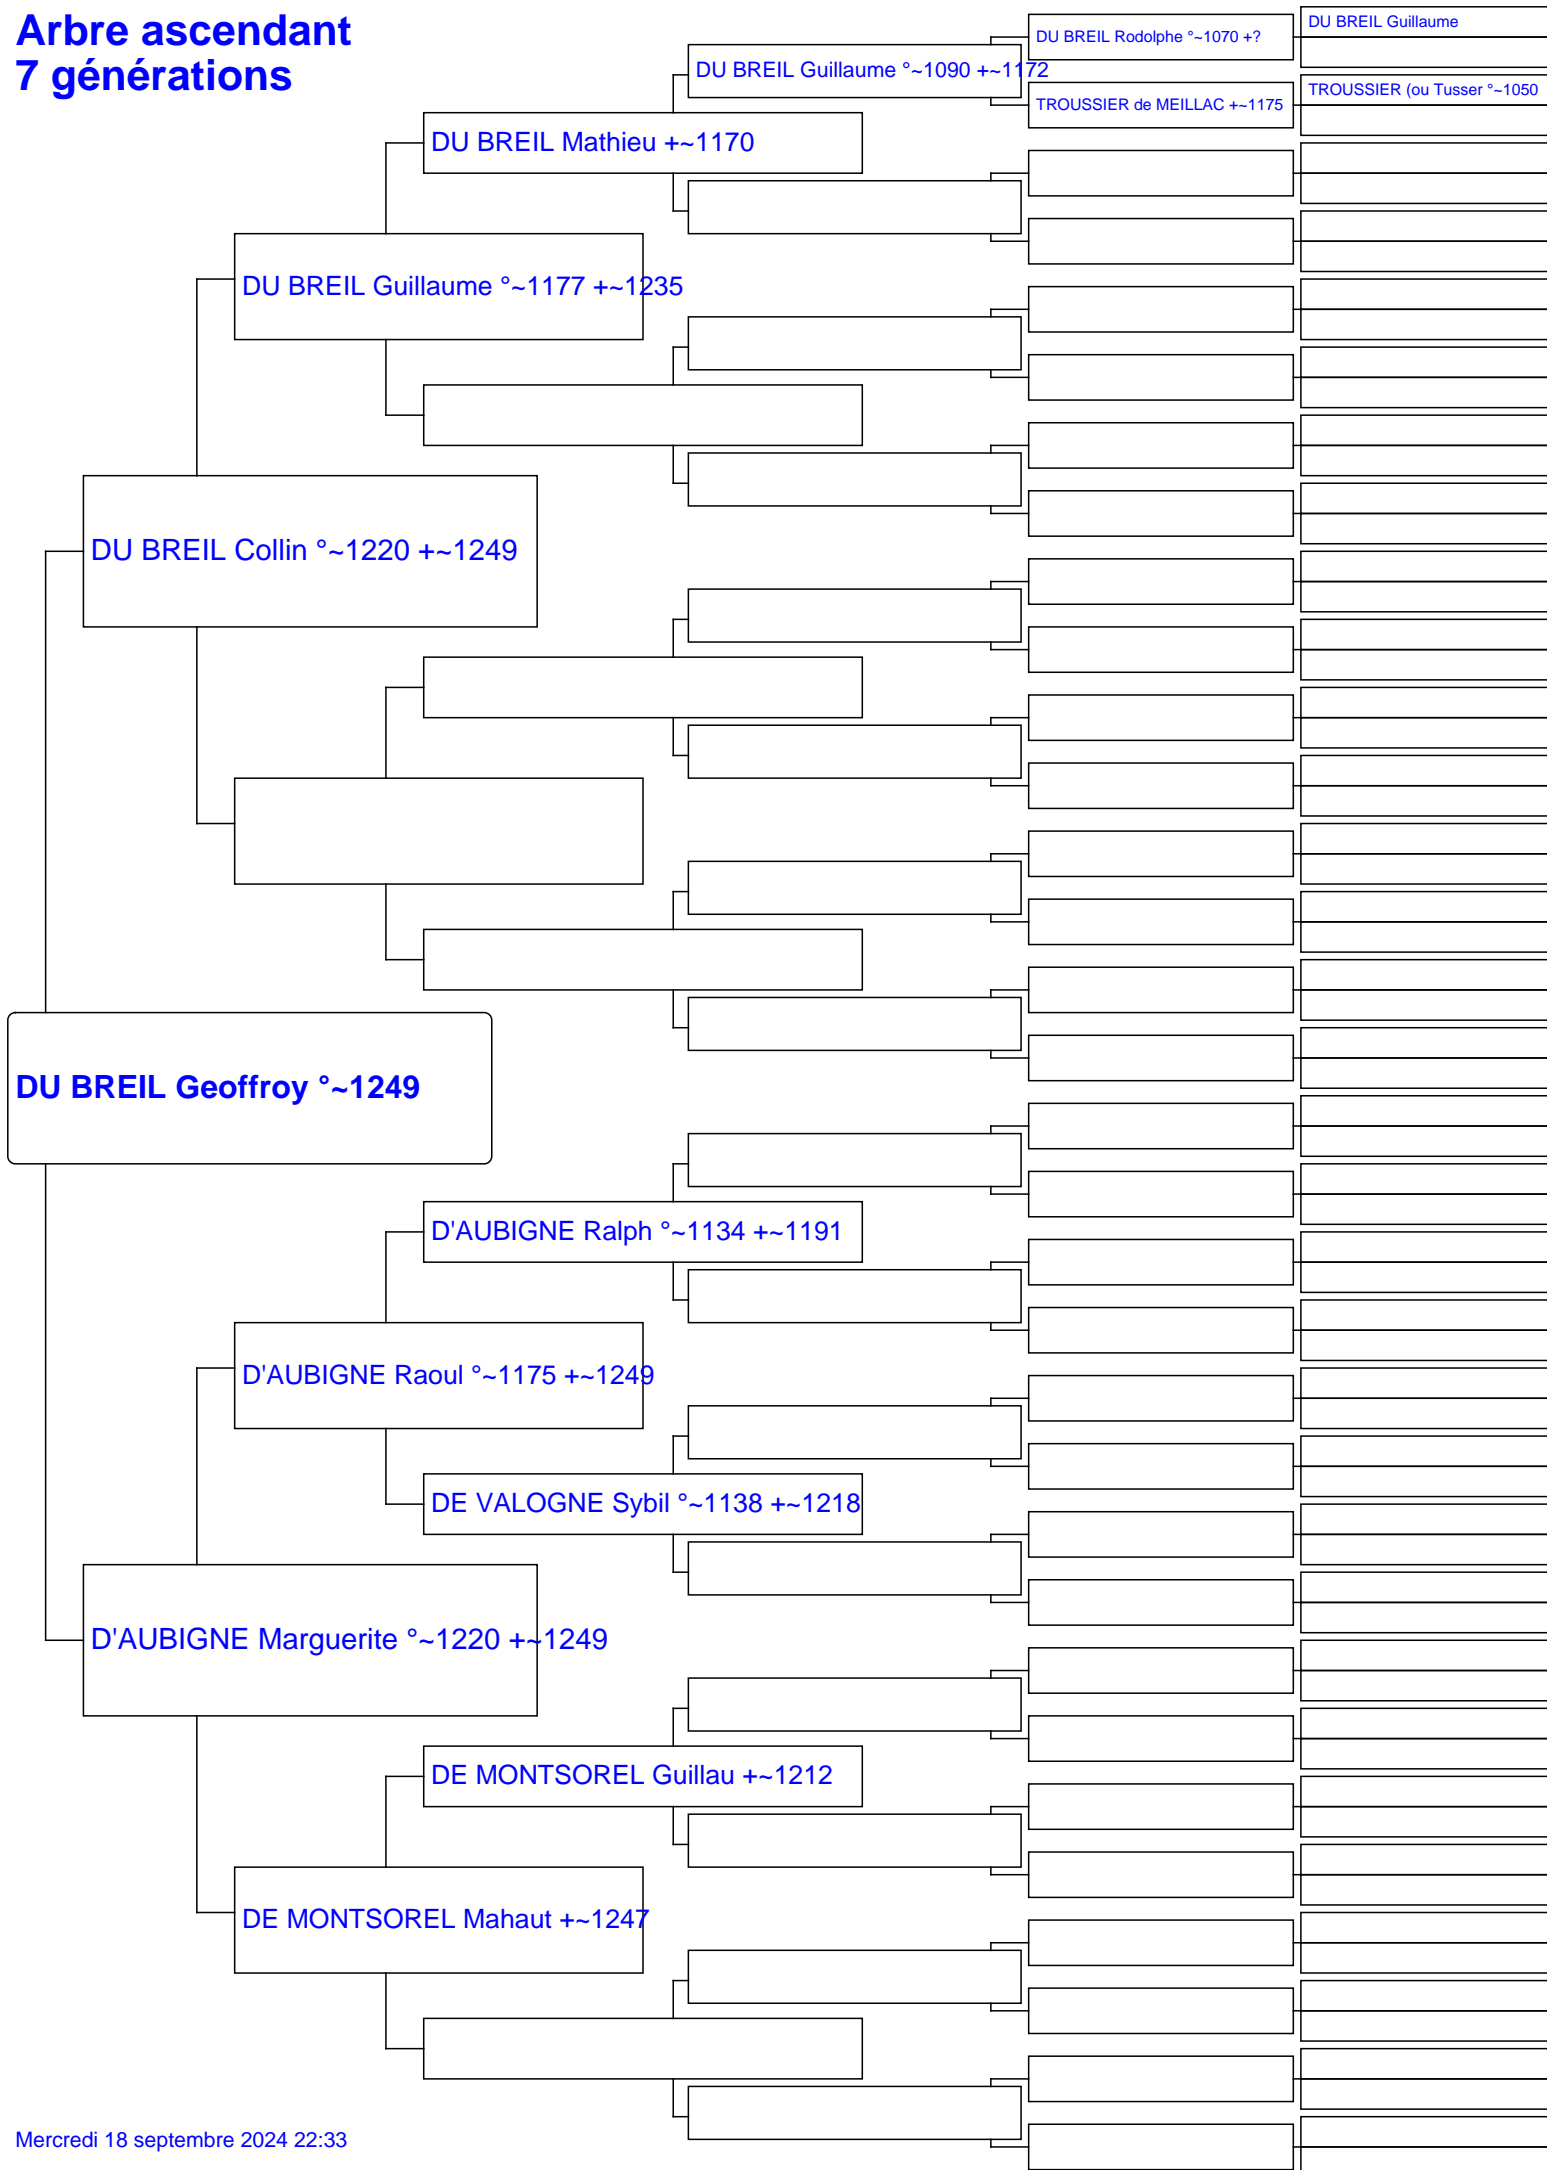 Arbre ascendant
7 générations
DU BREIL Guillaume
DU BREIL Rodolphe °~1070 +?
DU BREIL Guillaume °~1090 +~1172
TROUSSIER (ou Tusser °~1050
TROUSSIER de MEILLAC +~1175
DU BREIL Mathieu +~1170
DU BREIL Guillaume °~1177 +~1235
DU BREIL Collin °~1220 +~1249
DU BREIL Geoffroy °~1249
D'AUBIGNE Ralph °~1134 +~1191
D'AUBIGNE Raoul °~1175 +~1249
DE VALOGNE Sybil °~1138 +~1218
D'AUBIGNE Marguerite °~1220 +~1249
DE MONTSOREL Guillau +~1212
DE MONTSOREL Mahaut +~1247
Mercredi 18 septembre 2024 22:33